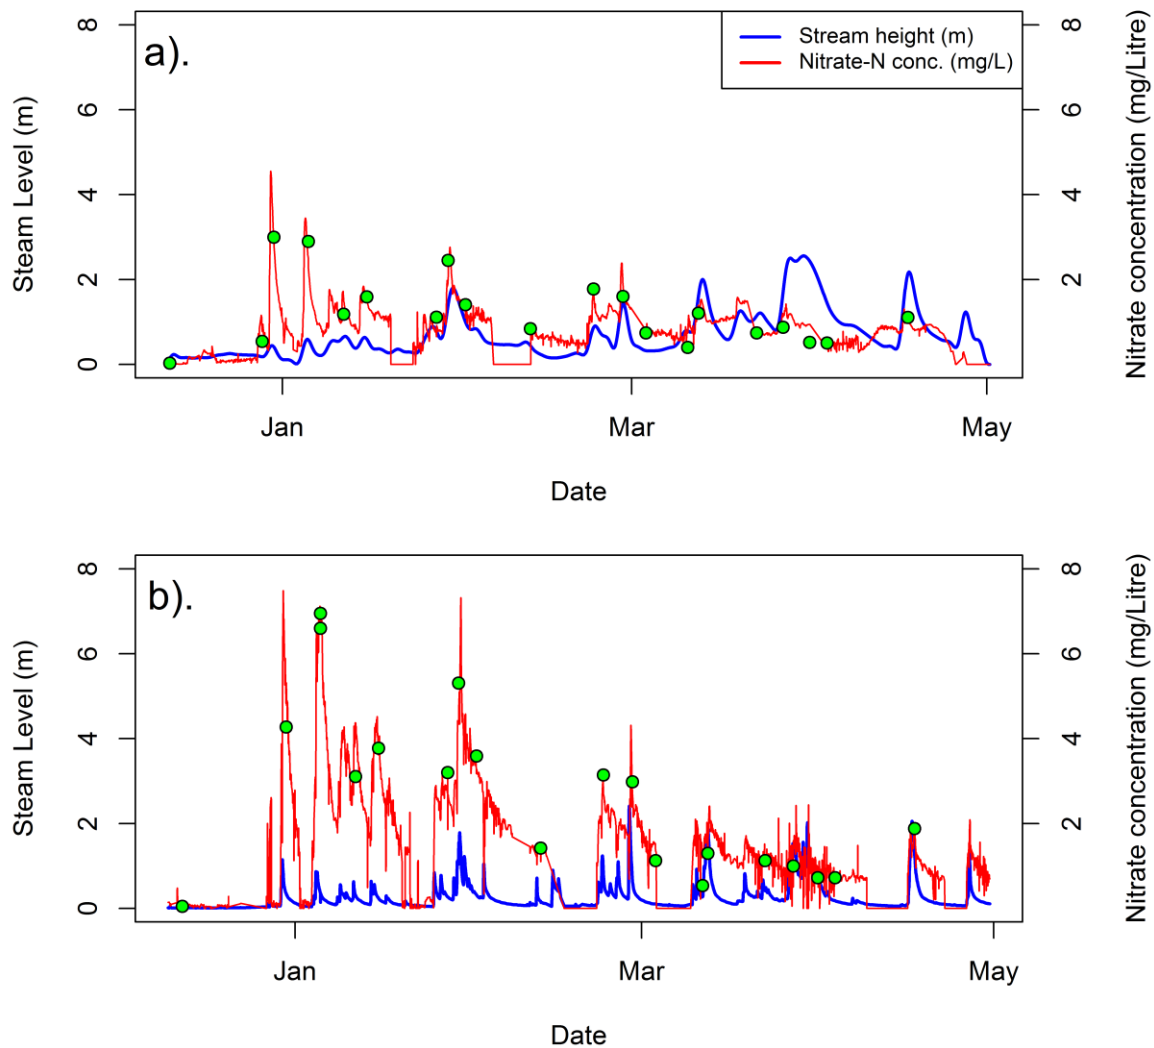 a).
Stream height (m)
Nitrate-N conc. (mg/L)
Steam Level (m)
0
2
4
6
8
Nitrate concentration (mg/Litre)
2
4
6
8
Jan
Mar
May
Date
b).
Steam Level (m)
0
2
4
6
8
Nitrate concentration (mg/Litre)
2
4
6
8
Jan
Mar
May
Date